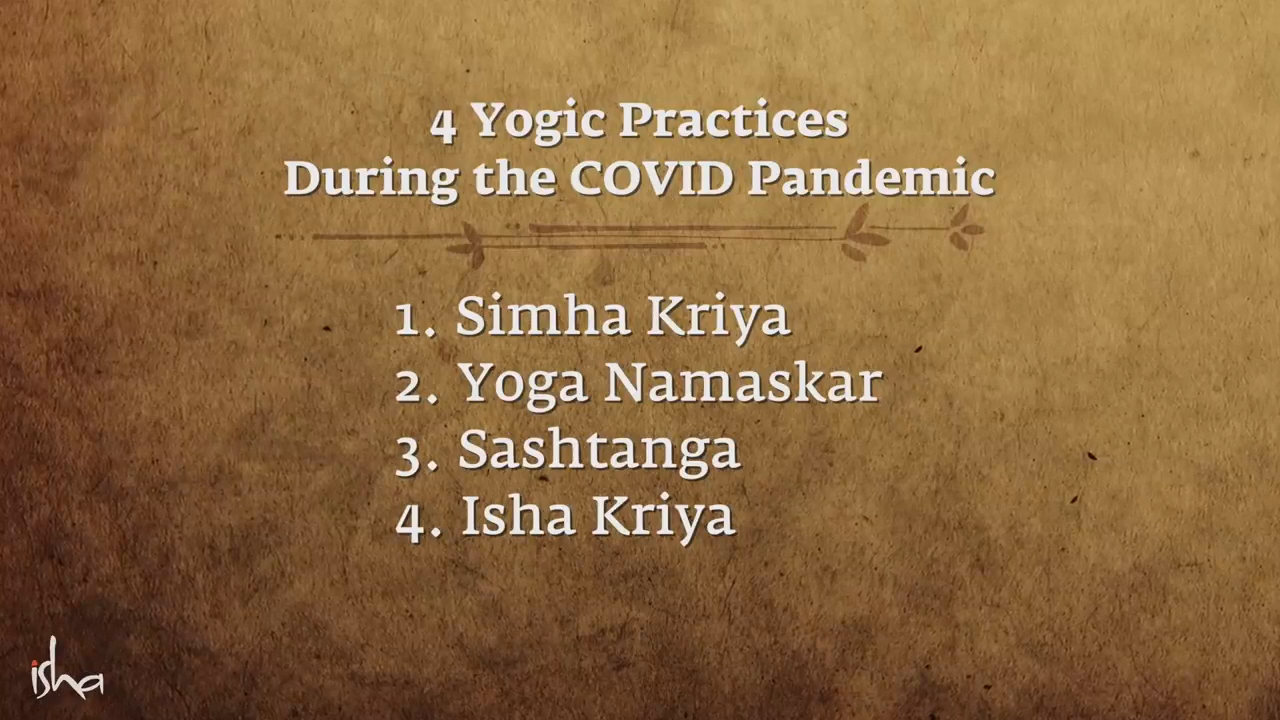 4 Yogic Practices
During the COVID Pandemic
1. Simha Kriya
2. Yoga Namaskar
3. Sashtanga
4. Isha Kriya
isha